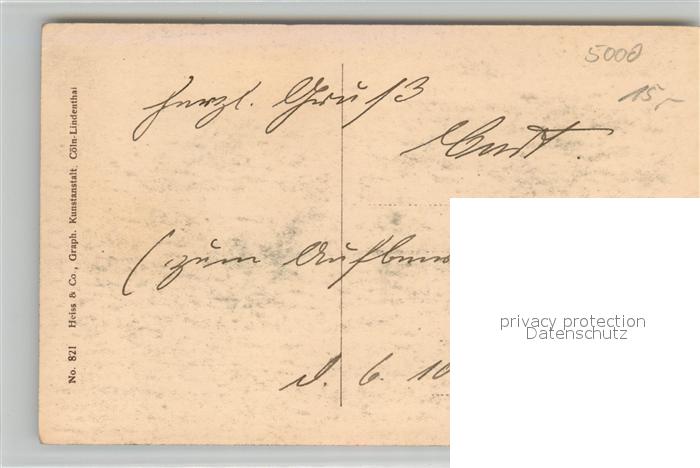 5000
15,-
herzl. Gruß
Curt.
(zum
d. 6. 10
No. 821 Heiss & Co., Graph. Kunstanstalt, Cöln-Lindenthal
privacy protection
Datenschutz